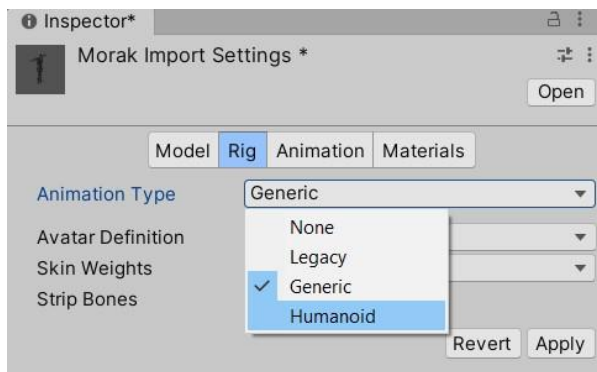 Inspector*
Morak Import Settings *
Open
Model Rig Animation Materials
Animation Type Generic
None
Avatar Definition
Legacy
Skin Weights
Generic
Strip Bones
Humanoid
Revert Apply